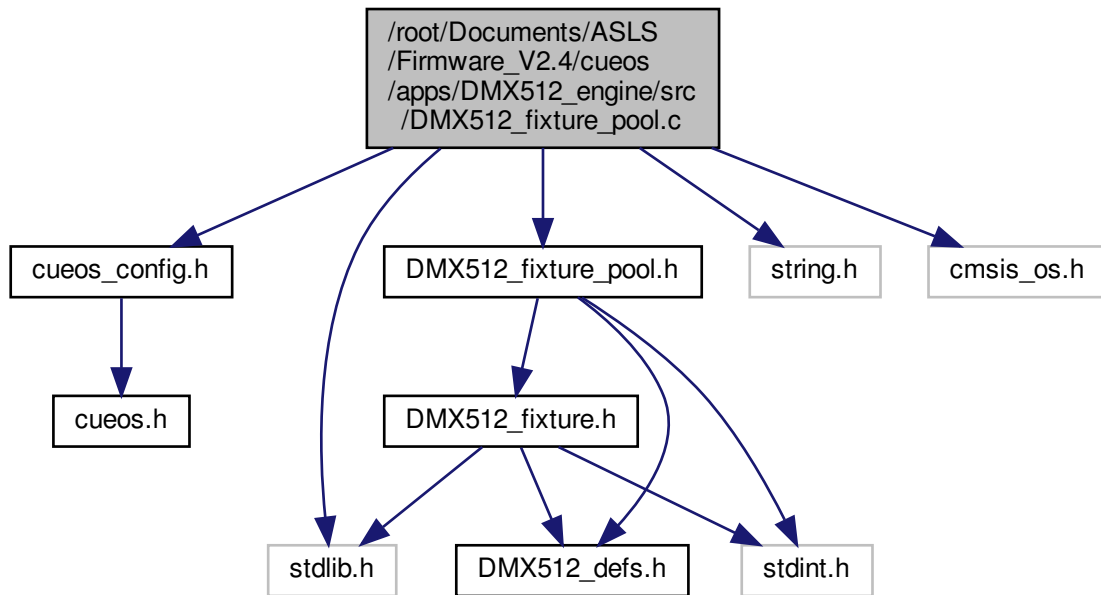 /root/Documents/ASLS
/Firmware_V2.4/cueos
/apps/DMX512_engine/src
/DMX512_fixture_pool.c
cueos_config.h
DMX512_fixture_pool.h
string.h
cmsis_os.h
cueos.h
DMX512_fixture.h
stdlib.h
DMX512_defs.h
stdint.h